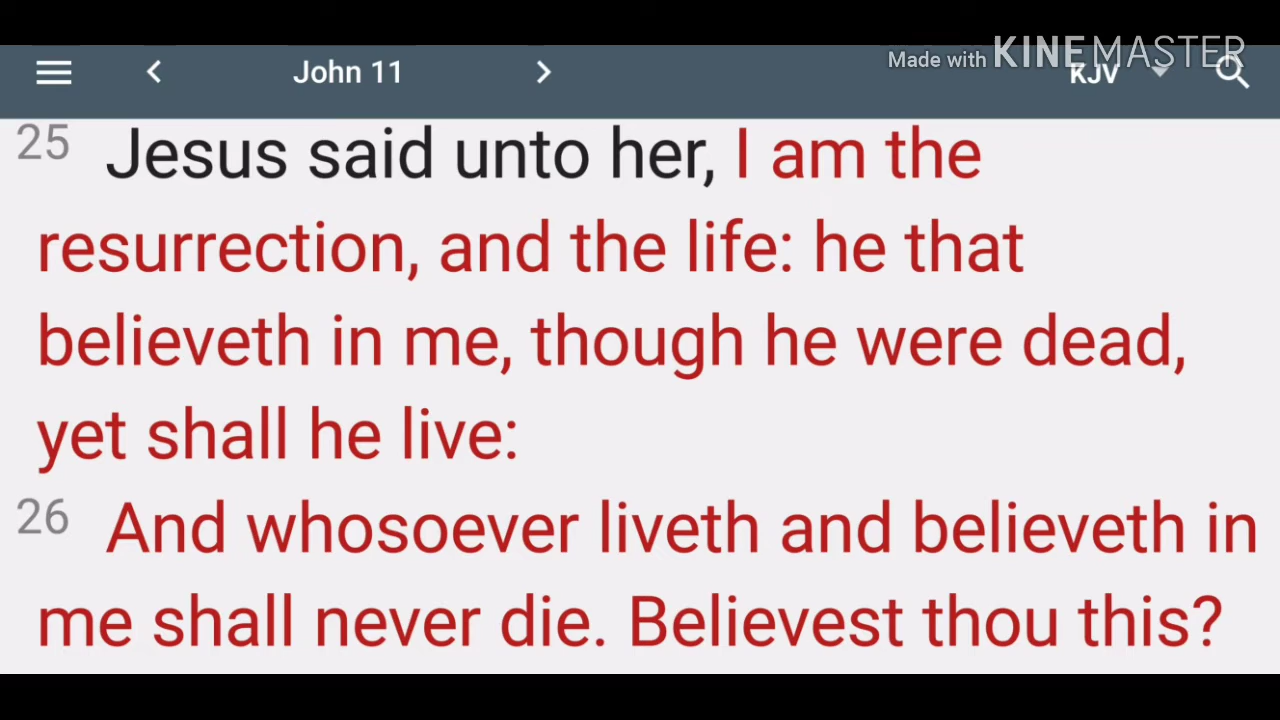 Made with KINEMASTER
John 11
KJV
25 Jesus said unto her, I am the
resurrection, and the life: he that
believeth in me, though he were dead,
yet shall he live:
26 And whosoever liveth and believeth in
me shall never die. Believest thou this?